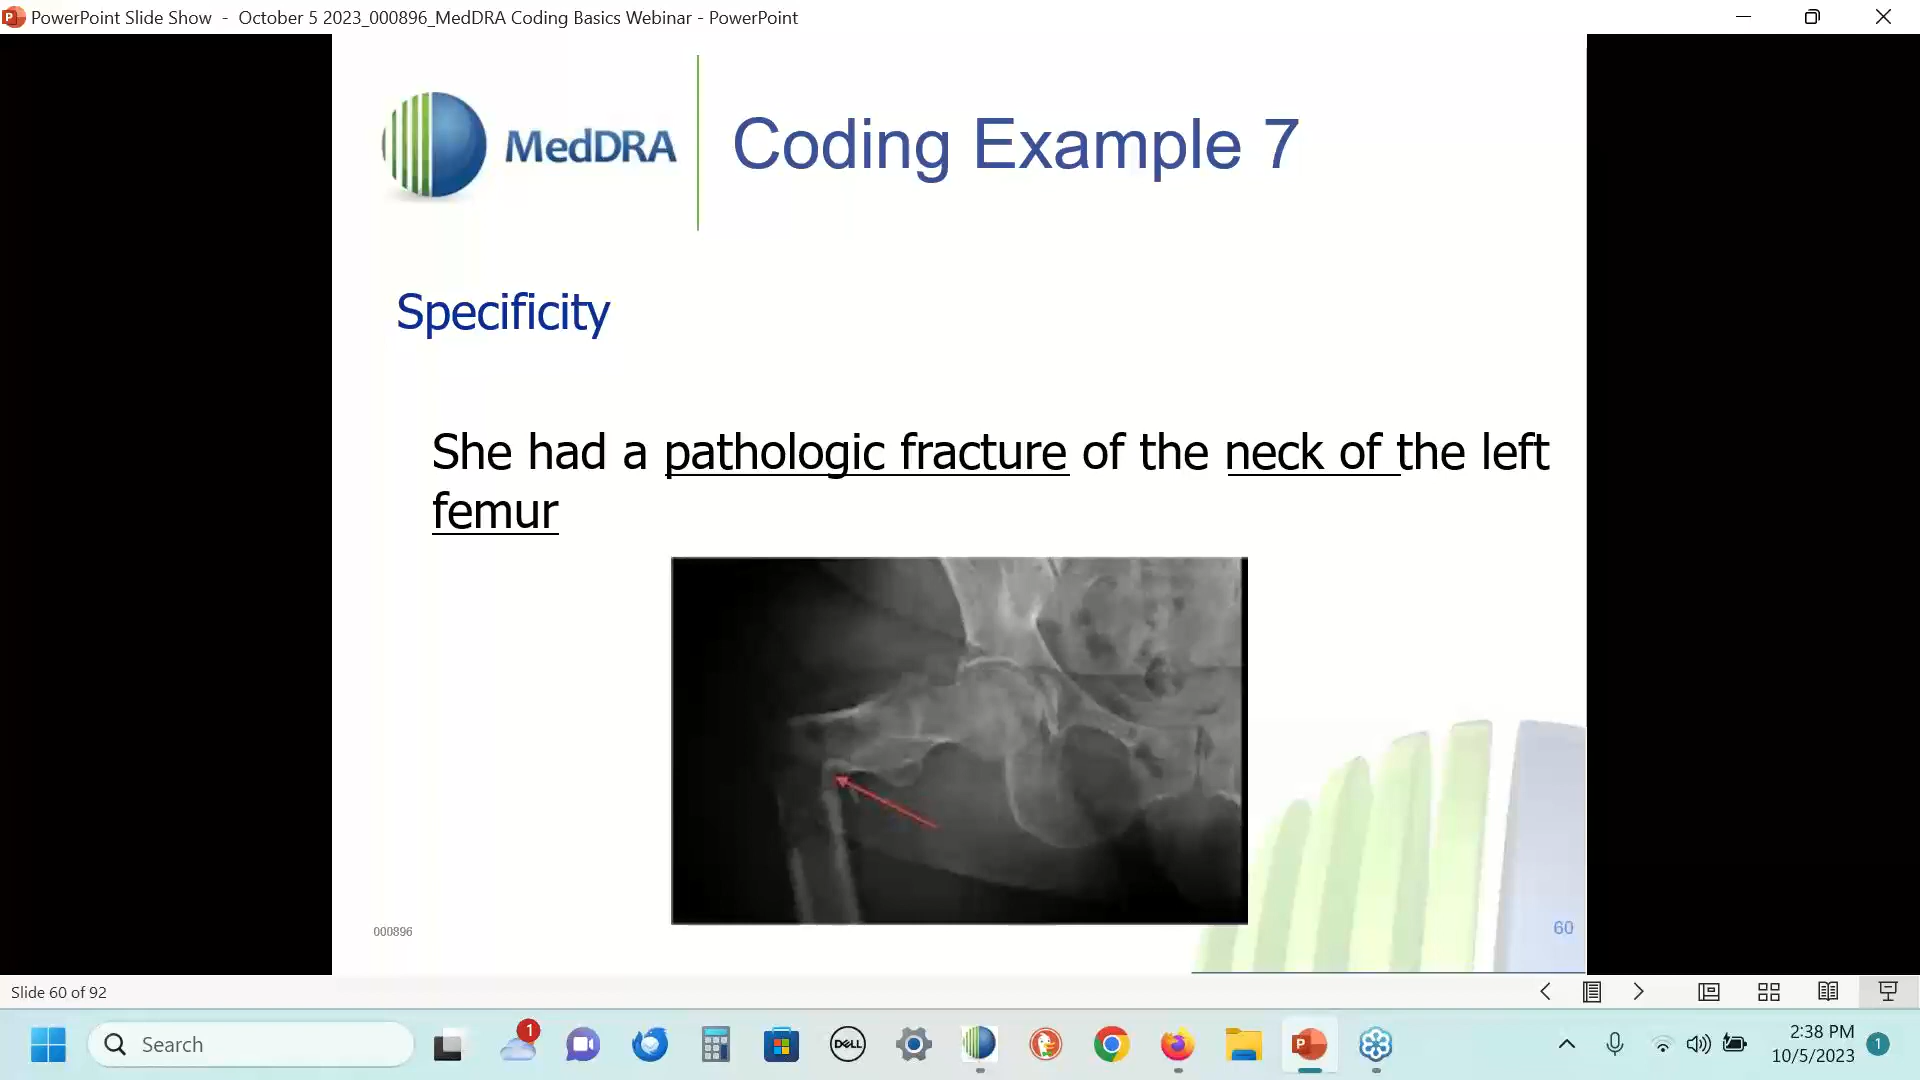 PowerPoint Slide Show - October 5 2023_000896_MedDRA Coding Basics Webinar - PowerPoint
MedDRA
Coding Example 7
Specificity
She had a pathologic fracture of the neck of the left
femur
000896
60
Slide 60 of 92
Search
1
DELL
2:38 PM
10/5/2023
1